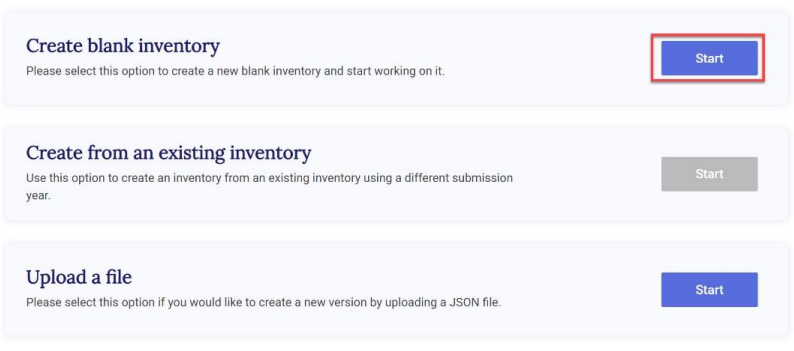 Create blank inventory
Please select this option to create a new blank inventory and start working on it.
Start
Create from an existing inventory
Use this option to create an inventory from an existing inventory using a different submission
year.
Start
Upload a file
Please select this option if you would like to create a new version by uploading a JSON file.
Start